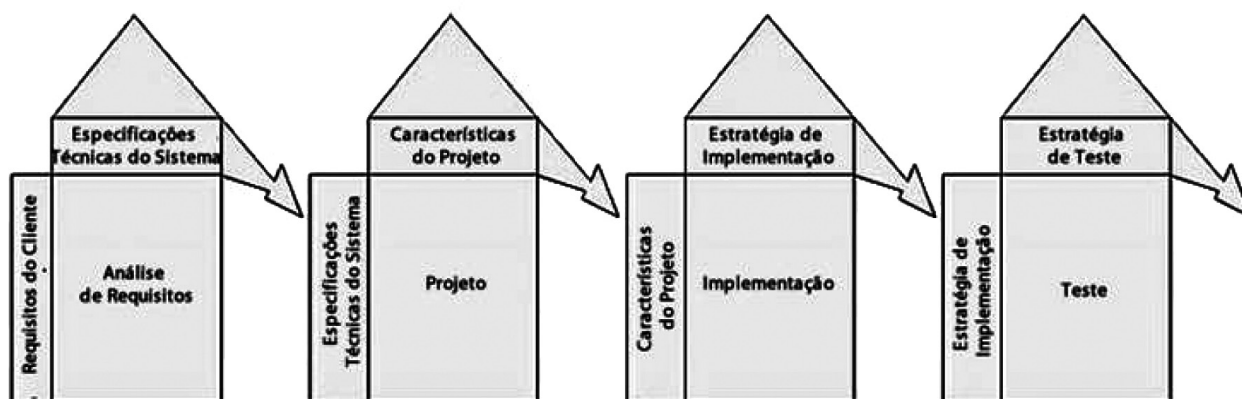 Especificações
Técnicas do Sistema
Requisitos do Cliente
Análise
de Requisitos
Características
do Projeto
Especificações
Técnicas do Sistema
Projeto
Estratégia de
Implementação
Características
do Projeto
Implementação
Estratégia
de Teste
Estratégia de
Implementação
Teste